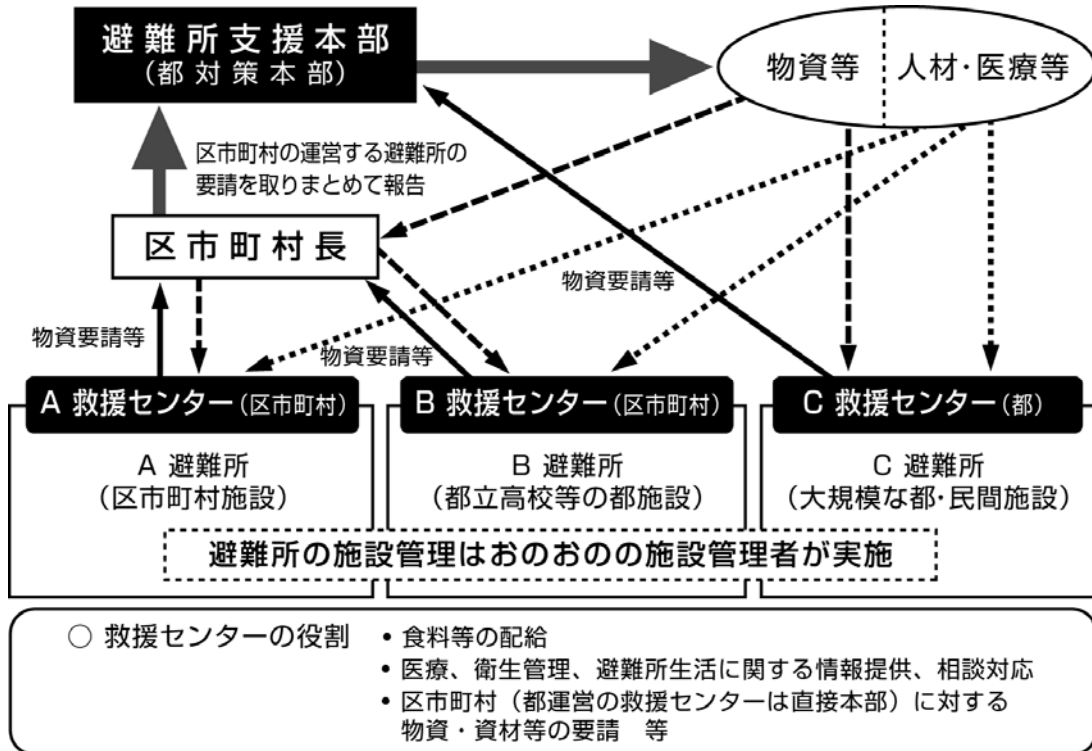 避難所支援本部
(都対策本部)
物資等
人材・医療等
区市町村の運営する避難所の
要請を取りまとめて報告
区市町村長
物資要請等
物資要請等
物資要請等
A 救援センター(区市町村)
B 救援センター(区市町村)
C 救援センター(都)
A 避難所
(区市町村施設)
B 避難所
(都立高校等の都施設)
C 避難所
(大規模な都・民間施設)
避難所の施設管理はおのおのの施設管理者が実施
○ 救援センターの役割
• 食料等の配給
• 医療、衛生管理、避難所生活に関する情報提供、相談対応
• 区市町村(都運営の救援センターは直接本部)に対する
物資・資材等の要請 等